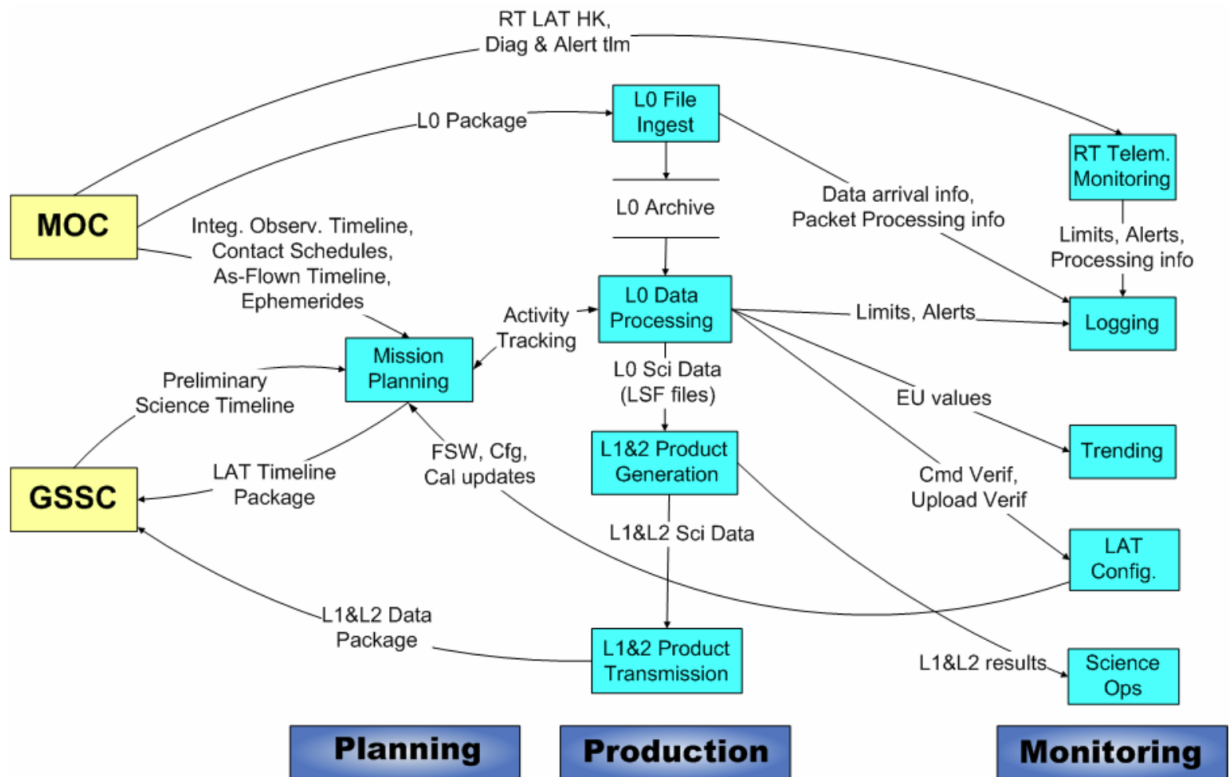 RT LAT HK,
Diag & Alert tlm
L0 File
Ingest
L0 Package
RT Telem.
Monitoring
MOC
Data arrival info,
Packet Processing info
L0 Archive
Integ. Observ. Timeline,
Contact Schedules,
As-Flown Timeline,
Ephemerides
Limits, Alerts,
Processing info
L0 Data
Processing
Activity
Tracking
Limits, Alerts
Logging
Mission
Planning
L0 Sci Data
(LSF files)
Preliminary
Science Timeline
EU values
FSW, Cfg,
Cal updates
L1&2 Product
Generation
Trending
LAT Timeline
Package
GSSC
Cmd Verif,
Upload Verif
L1&L2 Sci Data
LAT
Config.
L1&L2 Data
Package
L1&2 Product
Transmission
L1&L2 results
Science
Ops
Planning
Production
Monitoring